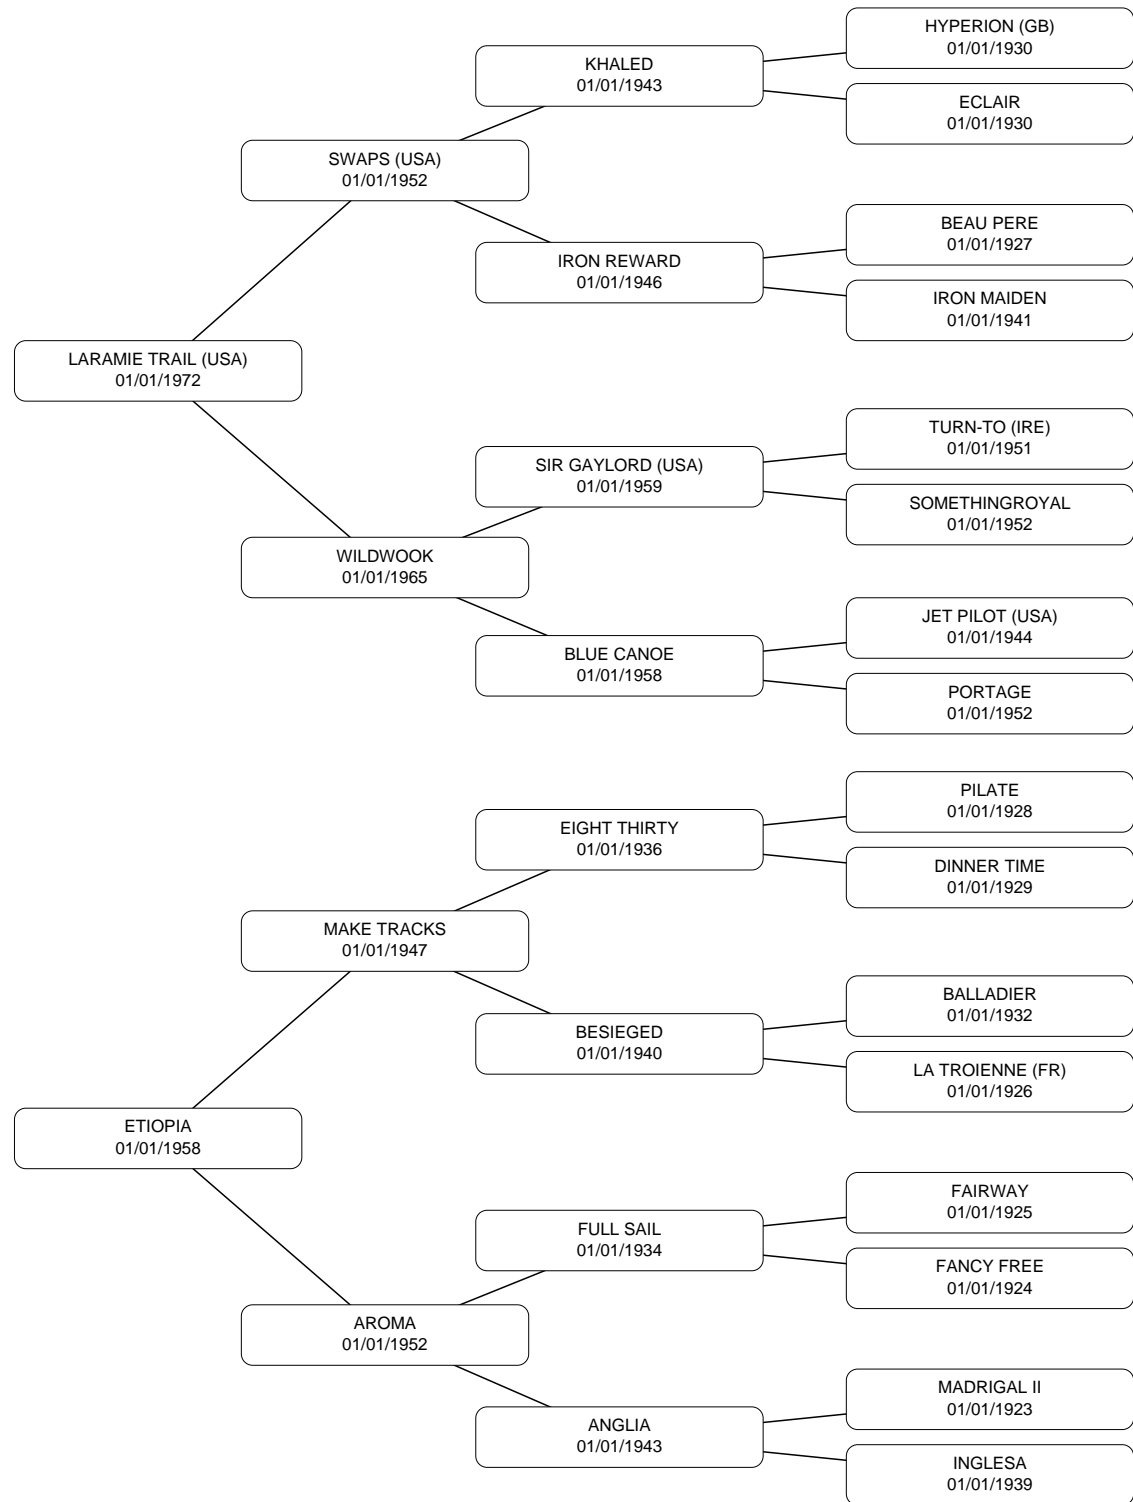 HYPERION (GB)
01/01/1930
KHALED
01/01/1943
ECLAIR
01/01/1930
SWAPS (USA)
01/01/1952
BEAU PERE
01/01/1927
IRON REWARD
01/01/1946
IRON MAIDEN
01/01/1941
LARAMIE TRAIL (USA)
01/01/1972
TURN-TO (IRE)
01/01/1951
SIR GAYLORD (USA)
01/01/1959
SOMETHINGROYAL
01/01/1952
WILDWOOK
01/01/1965
JET PILOT (USA)
01/01/1944
BLUE CANOE
01/01/1958
PORTAGE
01/01/1952
PILATE
01/01/1928
EIGHT THIRTY
01/01/1936
DINNER TIME
01/01/1929
MAKE TRACKS
01/01/1947
BALLADIER
01/01/1932
BESIEGED
01/01/1940
LA TROIENNE (FR)
01/01/1926
ETIOPIA
01/01/1958
FAIRWAY
01/01/1925
FULL SAIL
01/01/1934
FANCY FREE
01/01/1924
AROMA
01/01/1952
MADRIGAL II
01/01/1923
ANGLIA
01/01/1943
INGLESA
01/01/1939